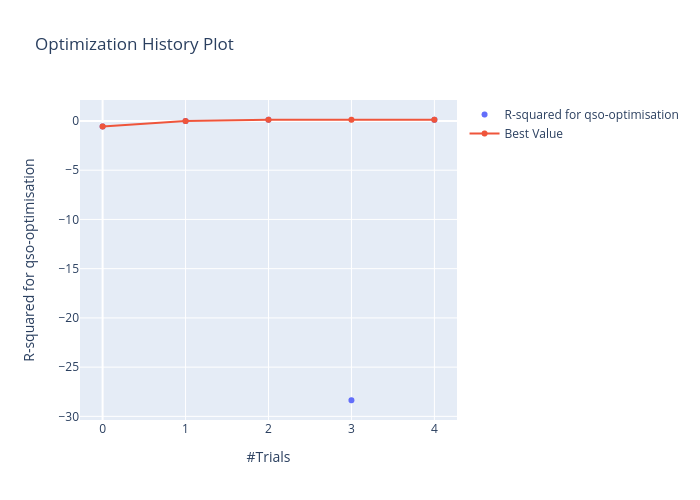 Optimization History Plot
R-squared for qso-optimisation
Best Value
R-squared for qso-optimisation
0
−5
−10
−15
−20
−25
−30
0 1 2 3 4
#Trials